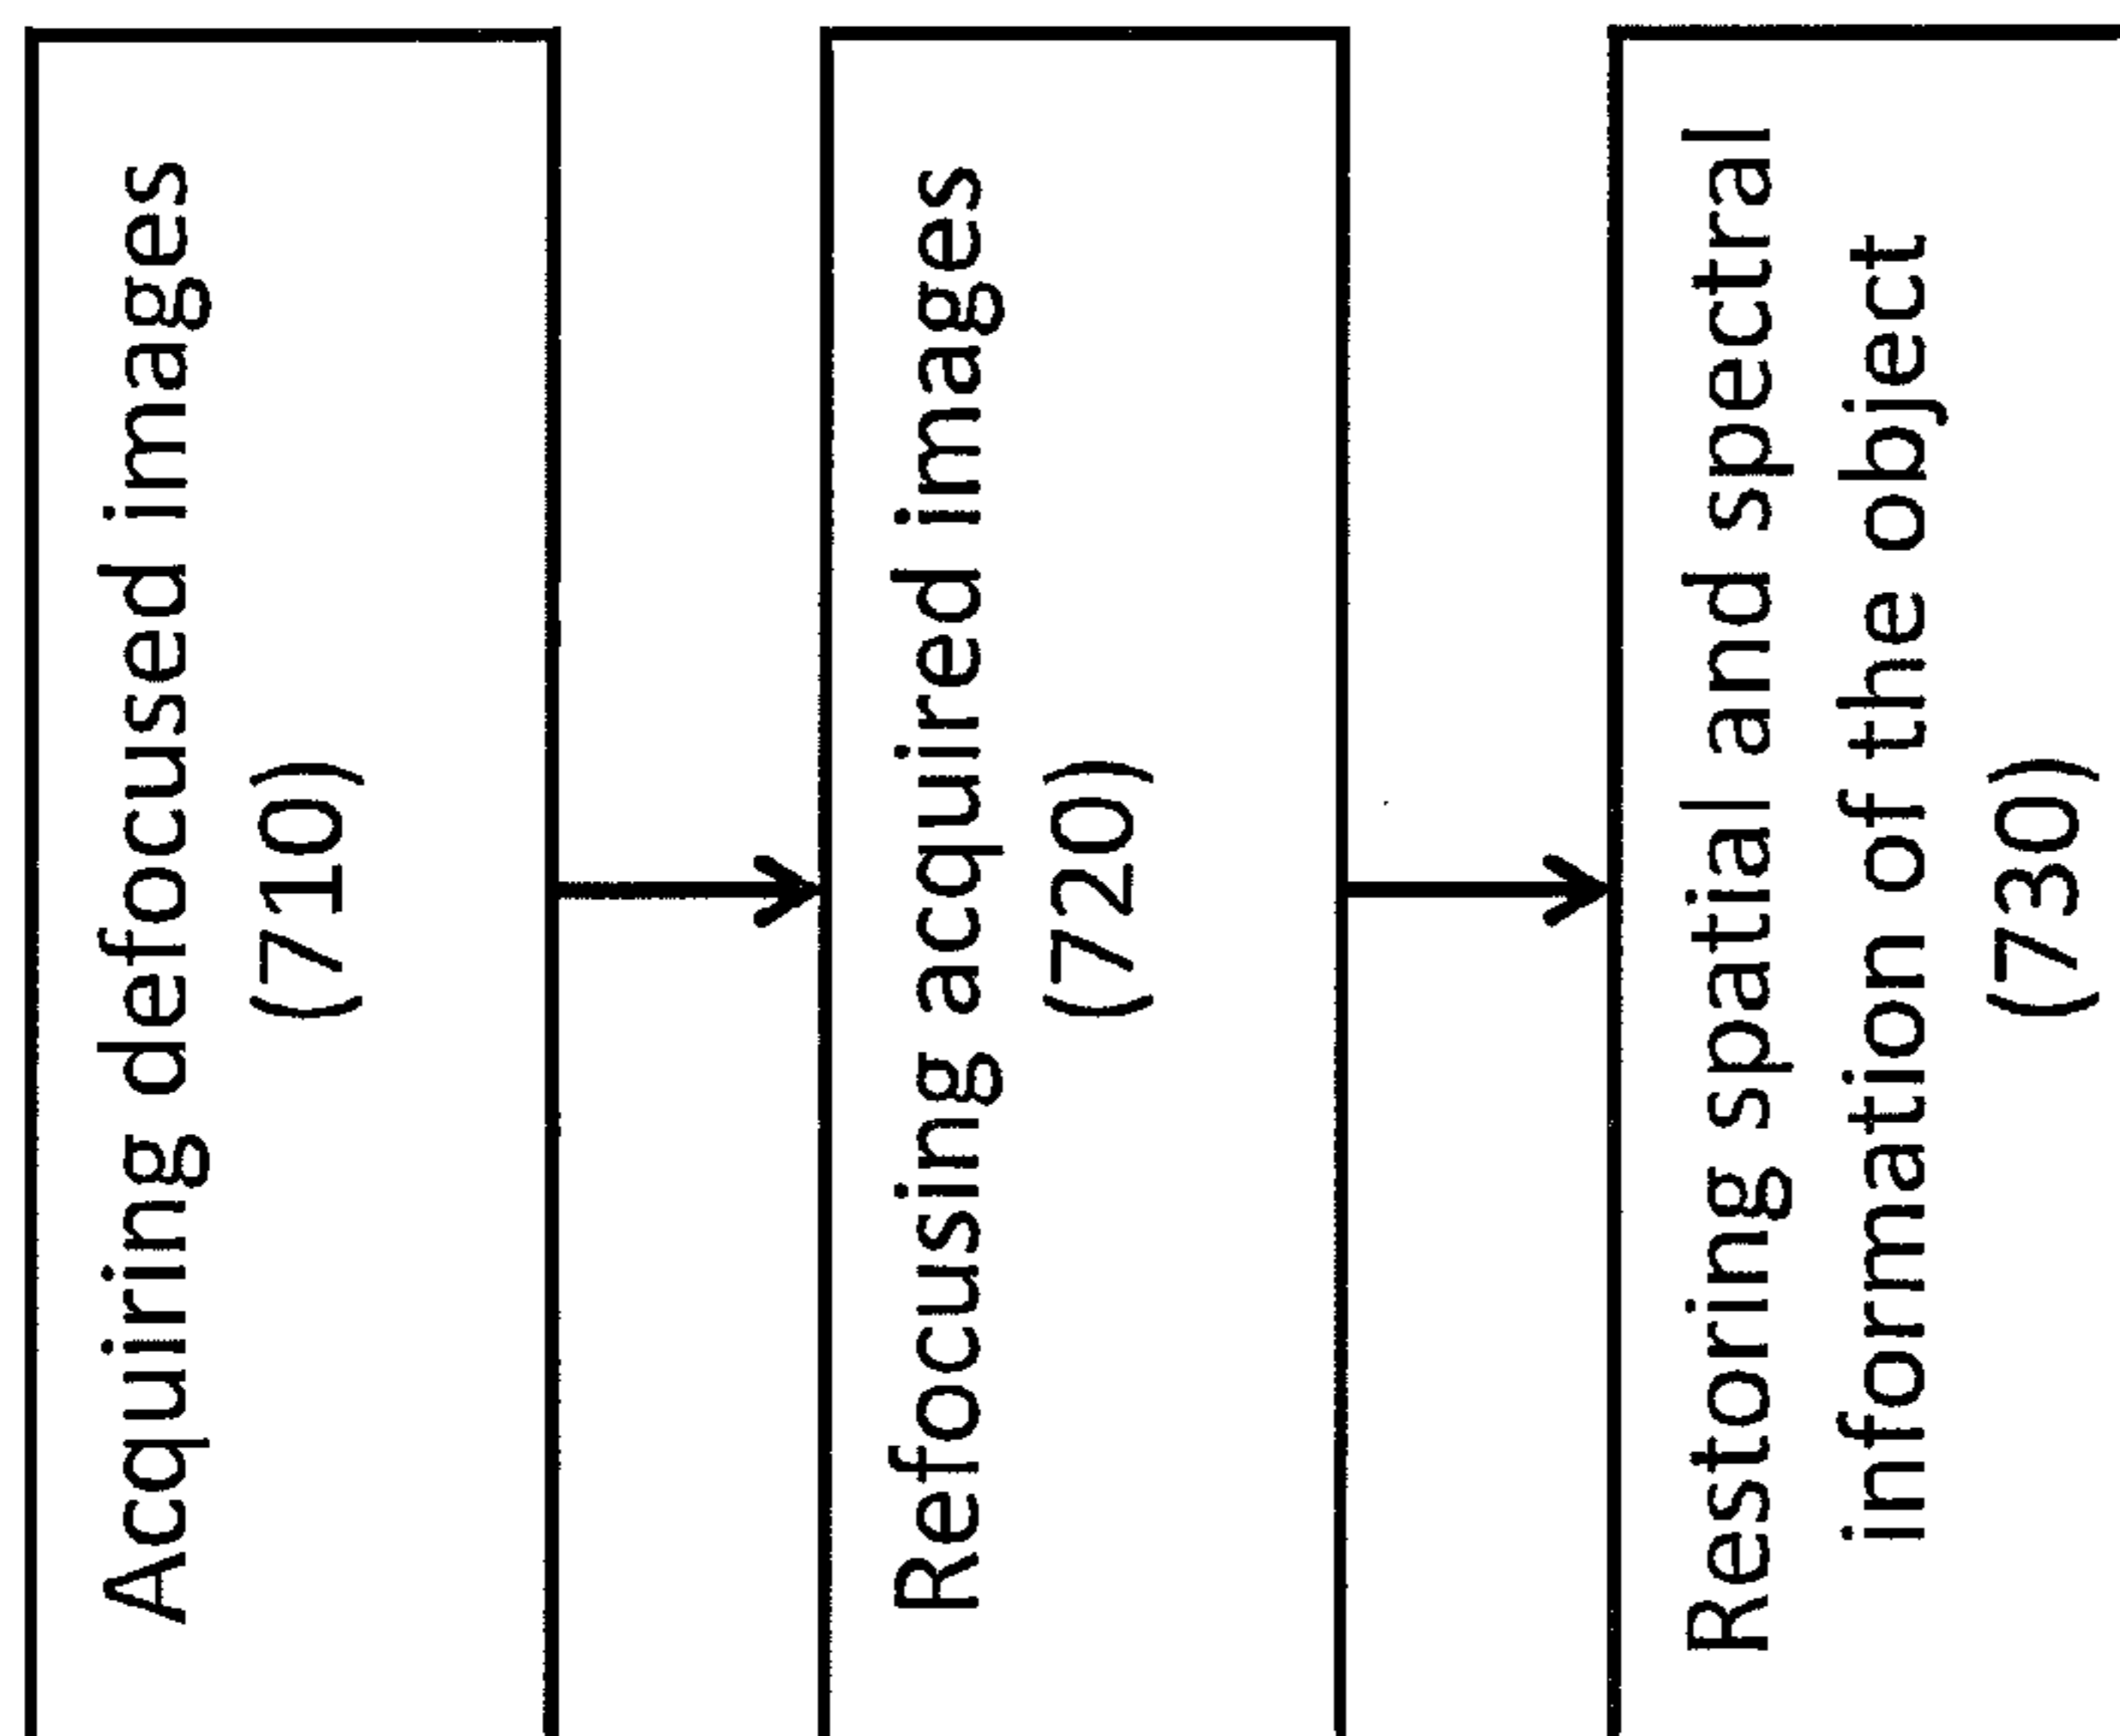 Acquiring defocused images
(710)
Refocusing acquired images
(720)
Restoring spatial and spectral
information of the object
(730)